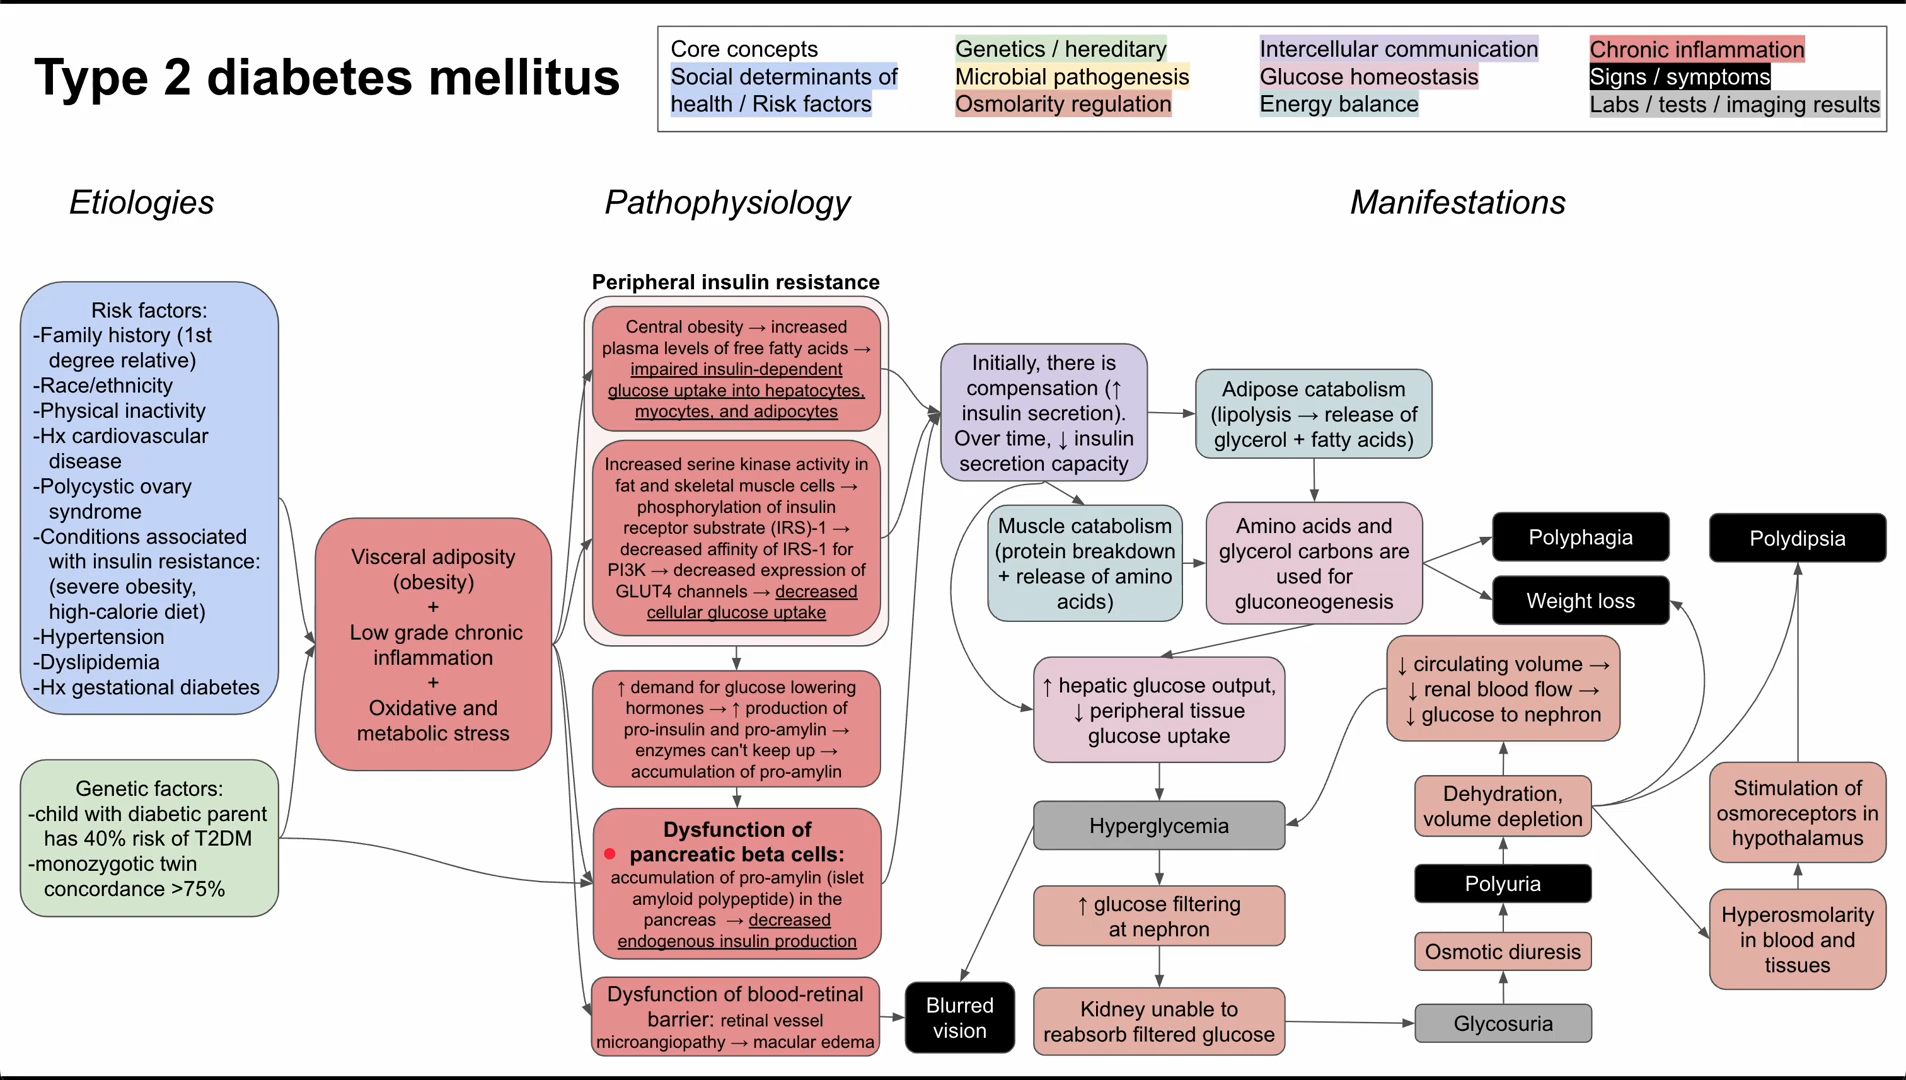 Type 2 diabetes mellitus
Core concepts
Social determinants of
health / Risk factors
Genetics / hereditary
Microbial pathogenesis
Osmolarity regulation
Intercellular communication
Glucose homeostasis
Energy balance
Chronic inflammation
Signs / symptoms
Labs / tests / imaging results
Etiologies
Pathophysiology
Manifestations
Risk factors:
-Family history (1st
degree relative)
-Race/ethnicity
-Physical inactivity
-Hx cardiovascular
disease
-Polycystic ovary
syndrome
-Conditions associated
with insulin resistance:
(severe obesity,
high-calorie diet)
-Hypertension
-Dyslipidemia
-Hx gestational diabetes
Genetic factors:
-child with diabetic parent
has 40% risk of T2DM
-monozygotic twin
concordance >75%
Visceral adiposity
(obesity)
+
Low grade chronic
inflammation
+
Oxidative and
metabolic stress
Peripheral insulin resistance
Central obesity → increased
plasma levels of free fatty acids →
impaired insulin-dependent
glucose uptake into hepatocytes,
myocytes, and adipocytes
Increased serine kinase activity in
fat and skeletal muscle cells →
phosphorylation of insulin
receptor substrate (IRS)-1 →
decreased affinity of IRS-1 for
PI3K → decreased expression of
GLUT4 channels → decreased
cellular glucose uptake
↑ demand for glucose lowering
hormones → ↑ production of
pro-insulin and pro-amylin →
enzymes can't keep up →
accumulation of pro-amylin
Dysfunction of
pancreatic beta cells:
accumulation of pro-amylin (islet
amyloid polypeptide) in the
pancreas → decreased
endogenous insulin production
Dysfunction of blood-retinal
barrier: retinal vessel
microangiopathy → macular edema
Blurred
vision
Initially, there is
compensation (↑
insulin secretion).
Over time, ↓ insulin
secretion capacity
Adipose catabolism
(lipolysis → release of
glycerol + fatty acids)
Muscle catabolism
(protein breakdown
+ release of amino
acids)
Amino acids and
glycerol carbons are
used for
gluconeogenesis
Polyphagia
Weight loss
Polydipsia
↑ hepatic glucose output,
↓ peripheral tissue
glucose uptake
Hyperglycemia
↑ glucose filtering
at nephron
Kidney unable to
reabsorb filtered glucose
↓ circulating volume →
↓ renal blood flow →
↓ glucose to nephron
Dehydration,
volume depletion
Polyuria
Osmotic diuresis
Glycosuria
Stimulation of
osmoreceptors in
hypothalamus
Hyperosmolarity
in blood and
tissues